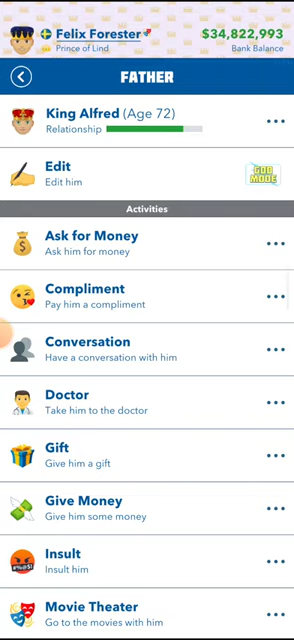 Felix Forester
$34,822,993
Prince of Lind
Bank Balance
FATHER
King Alfred (Age 72)
Relationship
Edit
Edit him
GOD
MODE
Activities
Ask for Money
Ask him for money
Compliment
Pay him a compliment
Conversation
Have a conversation with him
Doctor
Take him to the doctor
Gift
Give him a gift
Give Money
Give him some money
Insult
Insult him
Movie Theater
Go to the movies with him